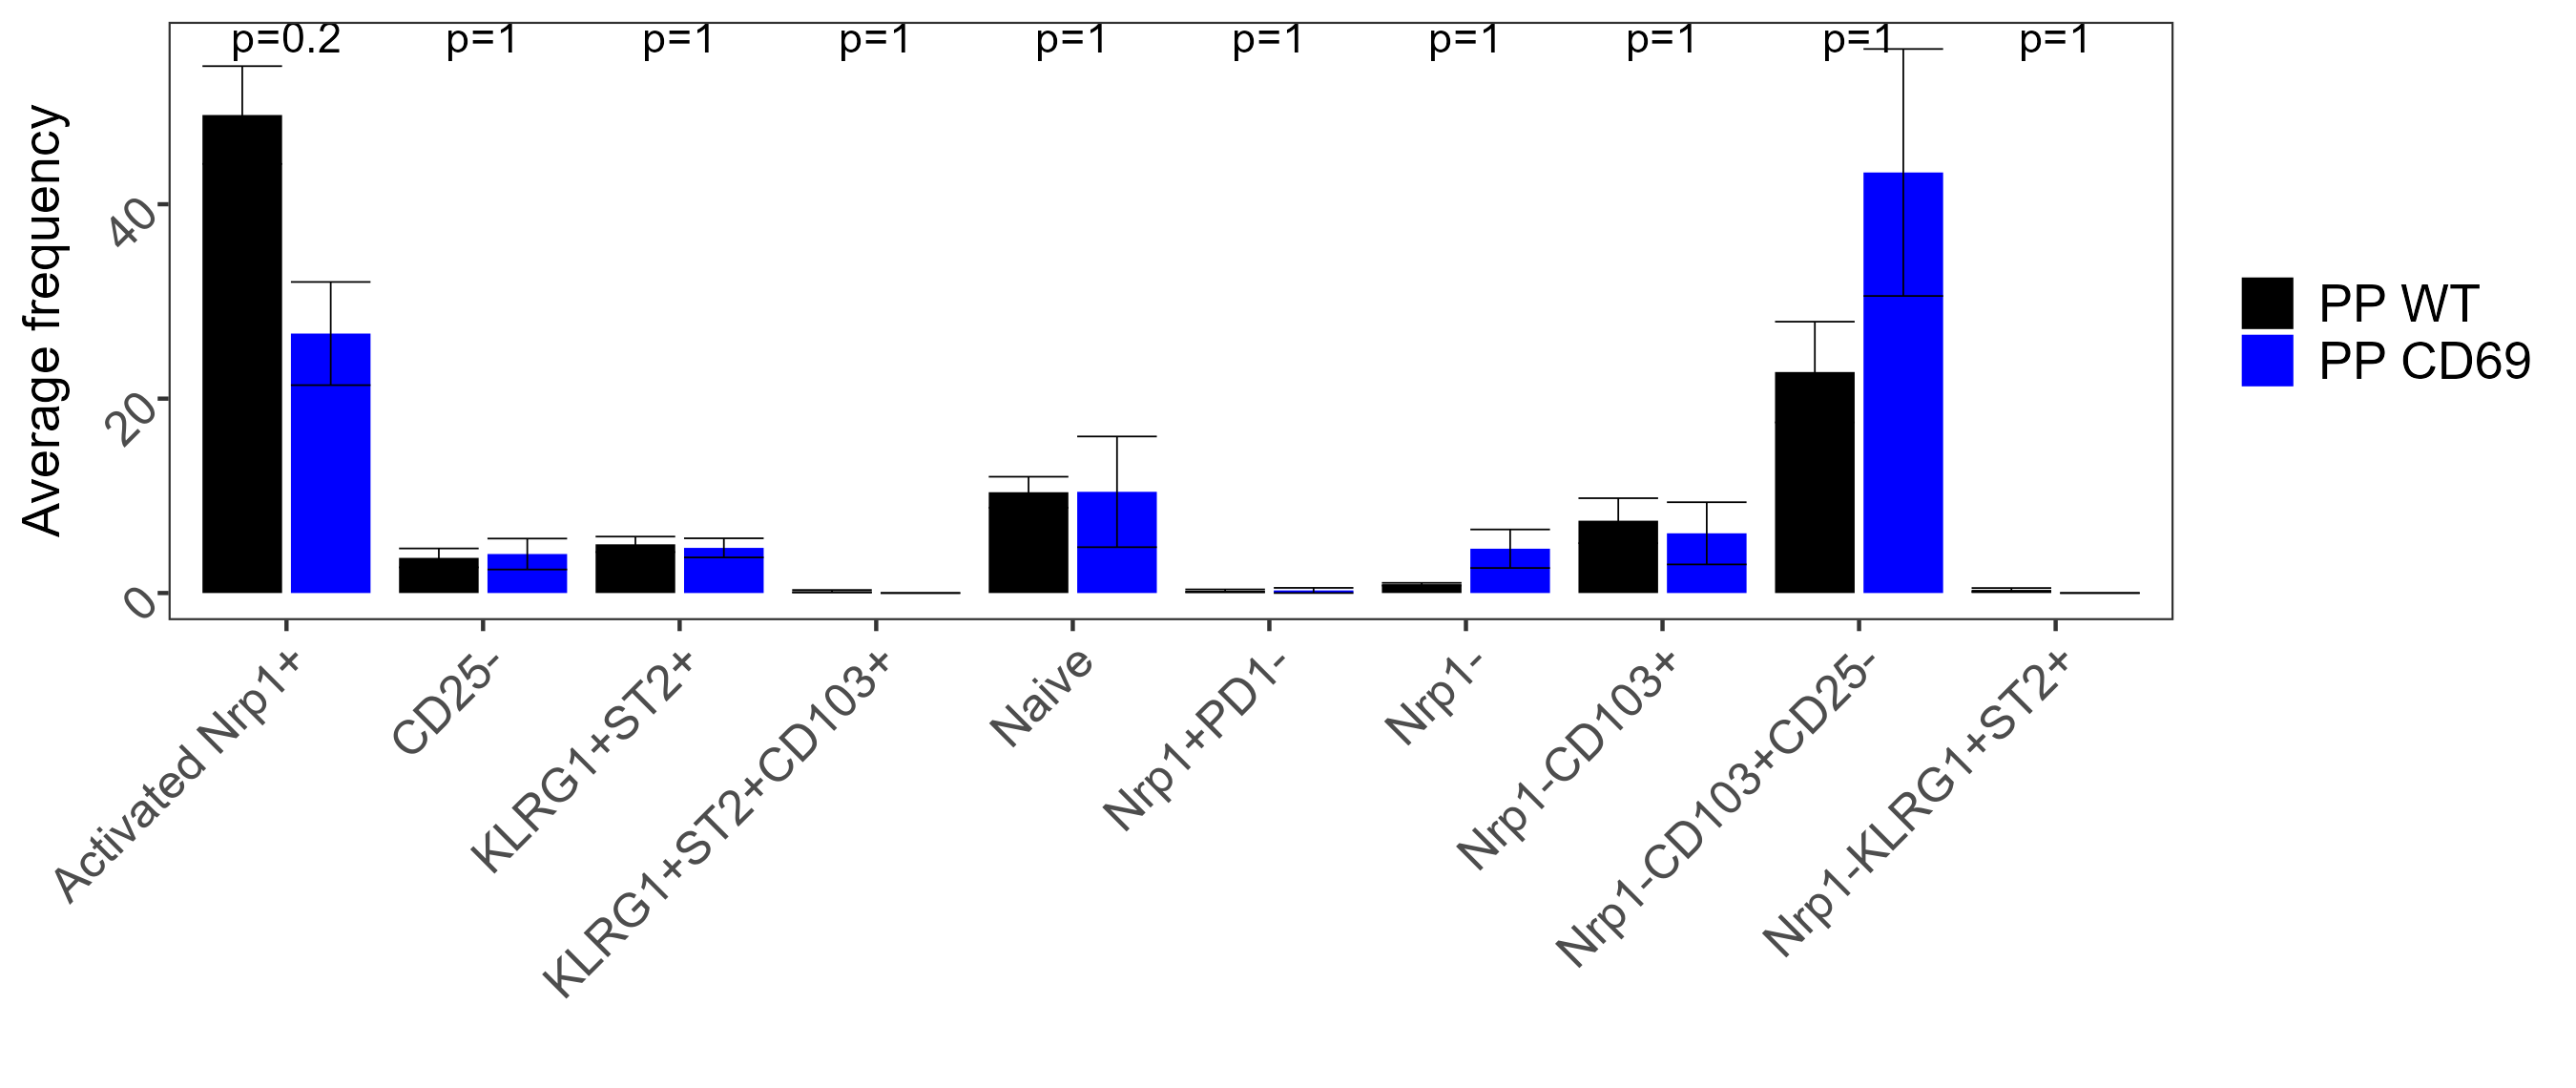 p=0.2 p=1 p=1 p=1 p=1 p=1 p=1 p=1 p=1 p=1
Average frequency
40
20
0
Activated Nrp1+
CD25-
KLRG1+ST2+
KLRG1+ST2+CD103+
Naive
Nrp1+PD1-
Nrp1-
Nrp1-CD103+
Nrp1-CD103+CD25-
Nrp1-KLRG1+ST2+
PP WT
PP CD69